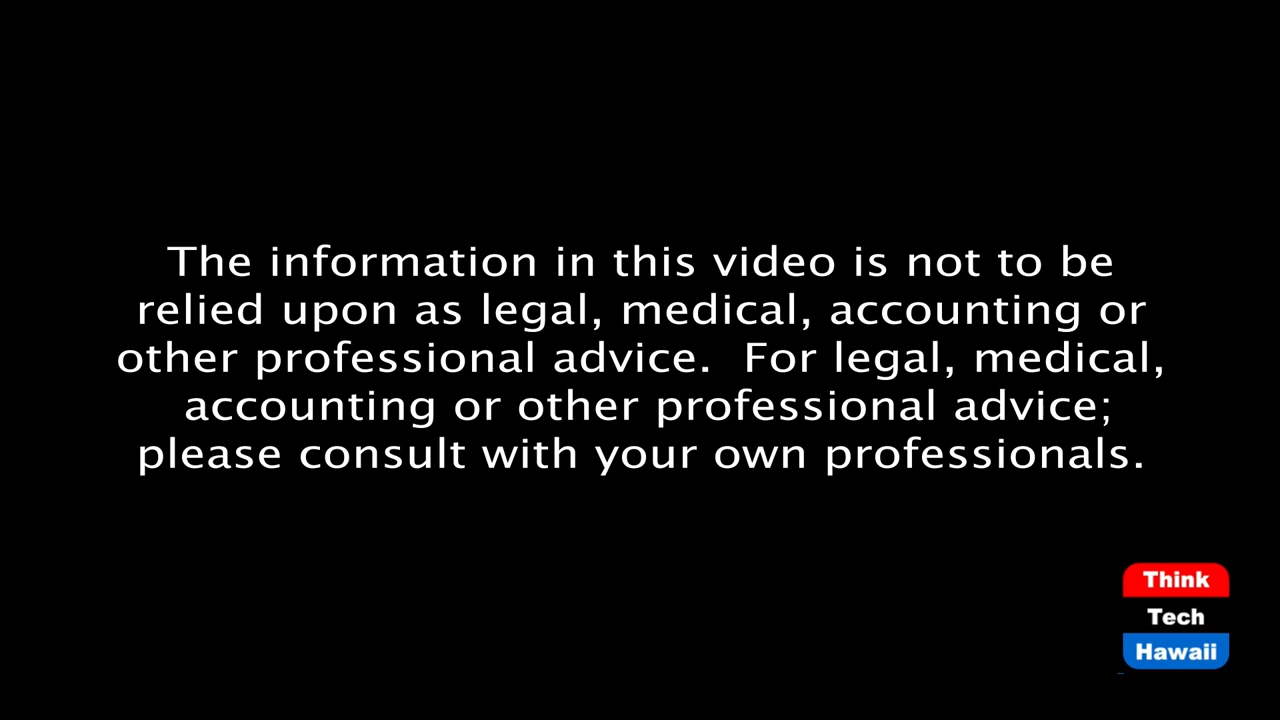 The information in this video is not to be
relied upon as legal, medical, accounting or
other professional advice.  For legal, medical,
accounting or other professional advice;
please consult with your own professionals.
Think
Tech
Hawaii